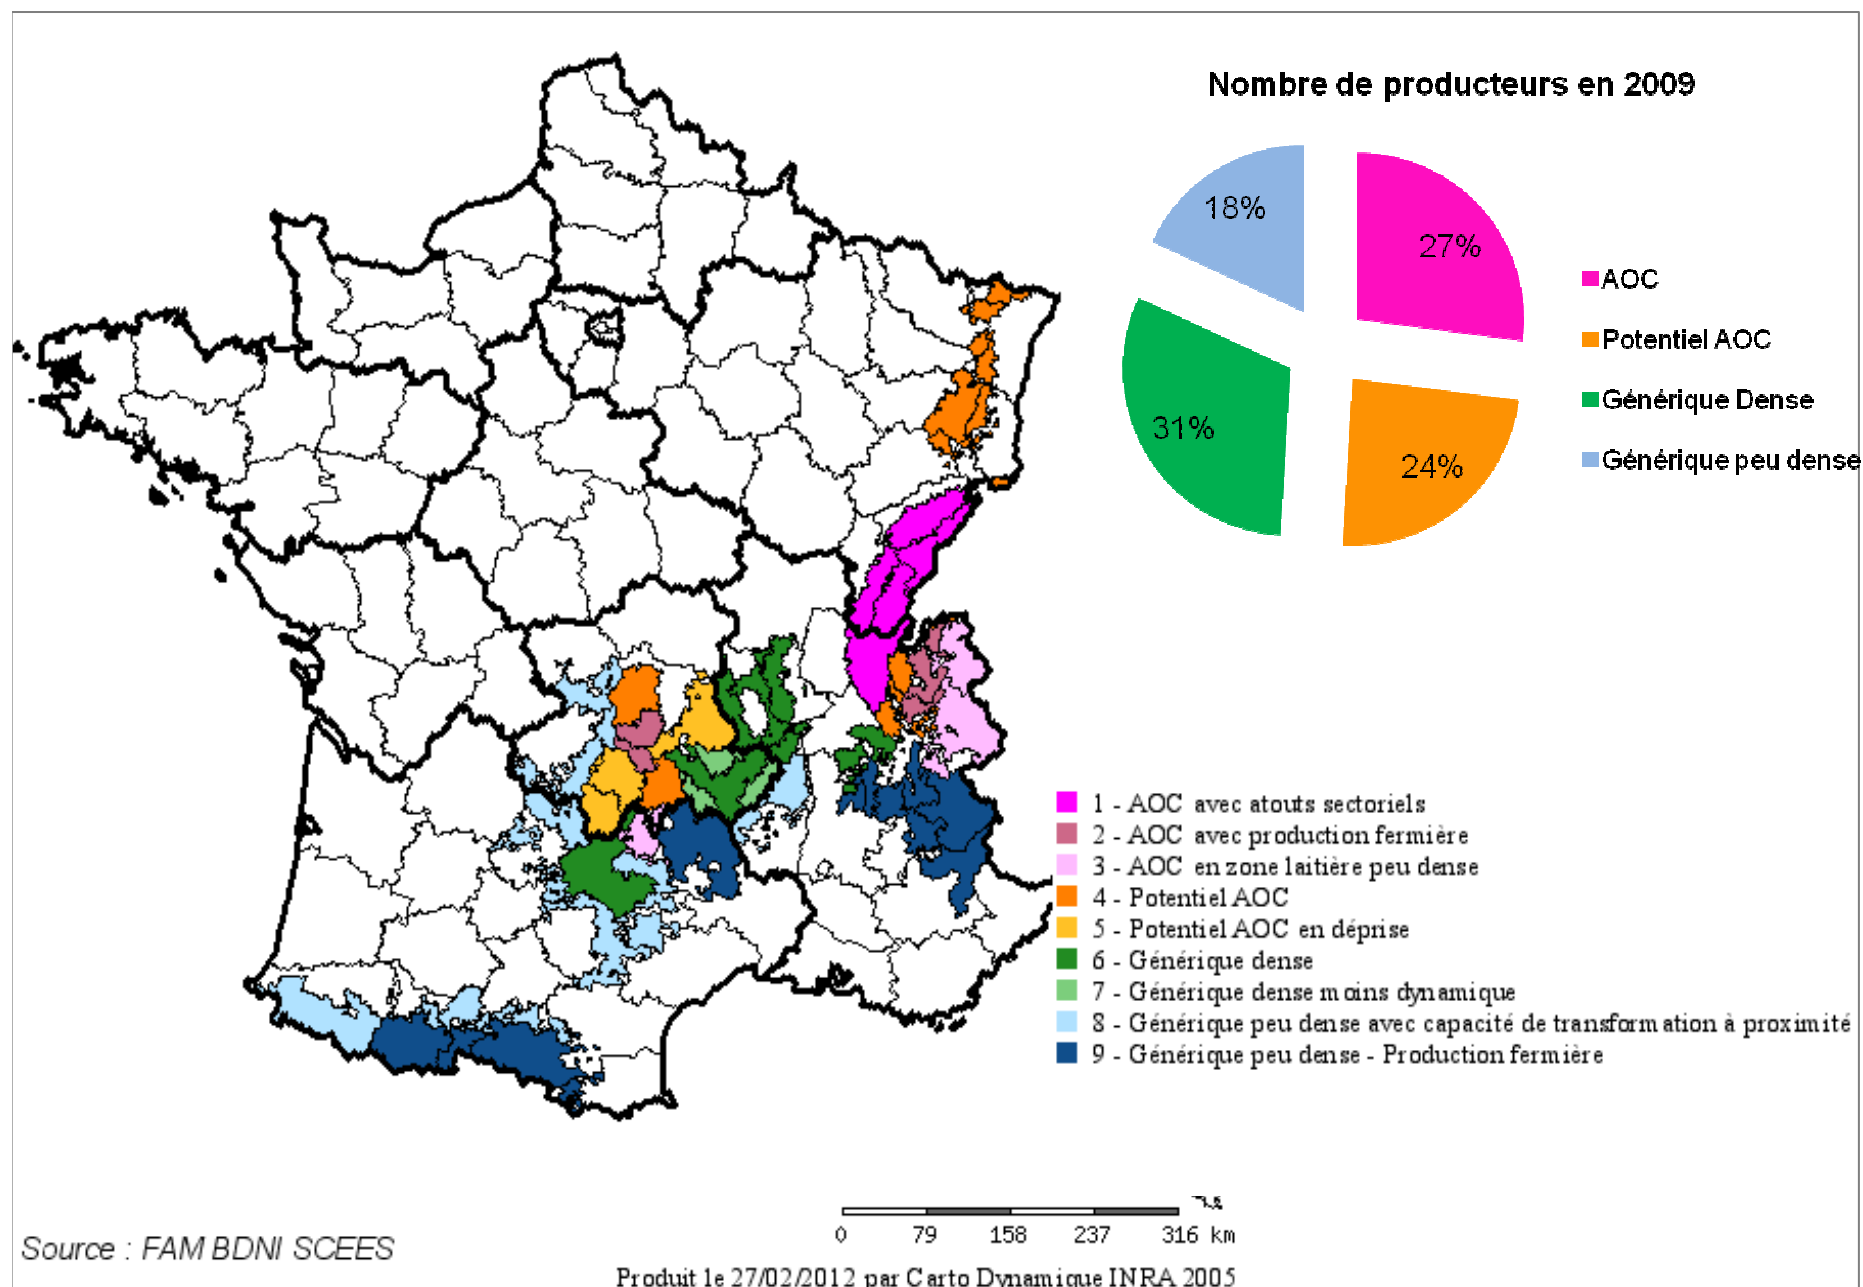 Nombre de producteurs en 2009
18%
27%
31%
24%
AOC
Potentiel AOC
Générique Dense
Générique peu dense
1 - AOC avec atouts sectoriels
2 - AOC avec production fermière
3 - AOC en zone laitière peu dense
4 - Potentiel AOC
5 - Potentiel AOC en déprise
6 - Générique dense
7 - Générique dense moins dynamique
8 - Générique peu dense avec capacité de transformation à proximité
9 - Générique peu dense - Production fermière
0 79 158 237 316 km
Source : FAM BDNI SCEES
Produit le 27/02/2012 par Carto Dynamique INRA 2005